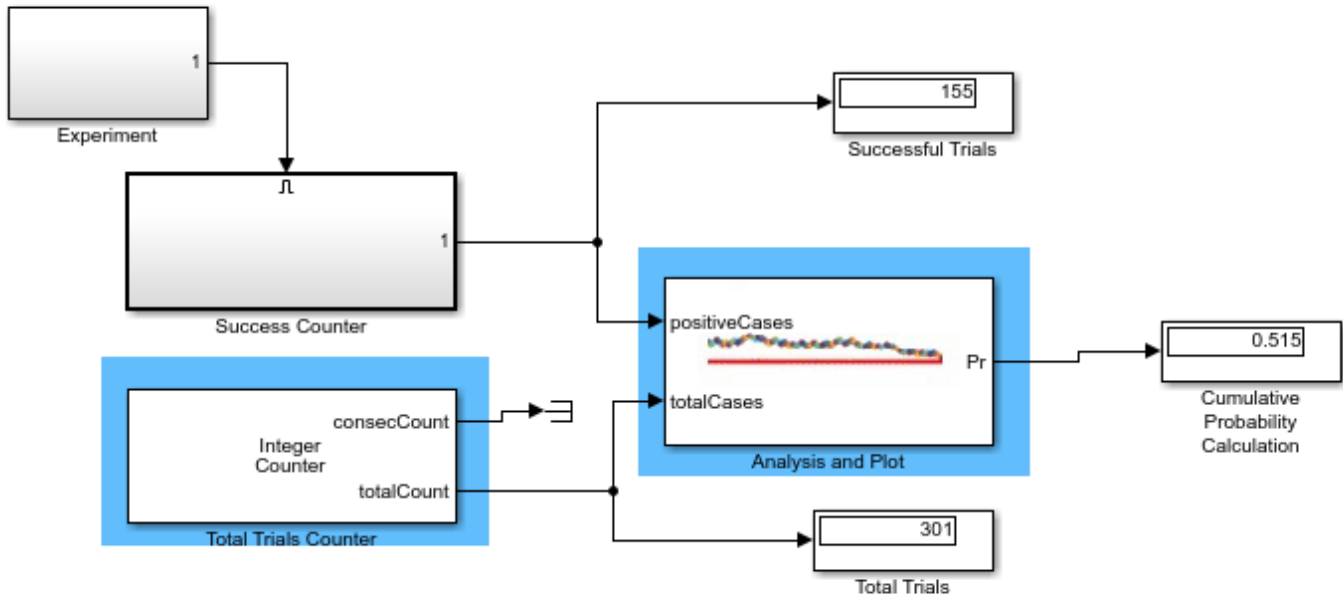 1
Experiment
155
Successful Trials
1
Success Counter
positiveCases
Pr
totalCases
Analysis and Plot
0.515
Cumulative
Probability
Calculation
consecCount
Integer
Counter
totalCount
Total Trials Counter
301
Total Trials